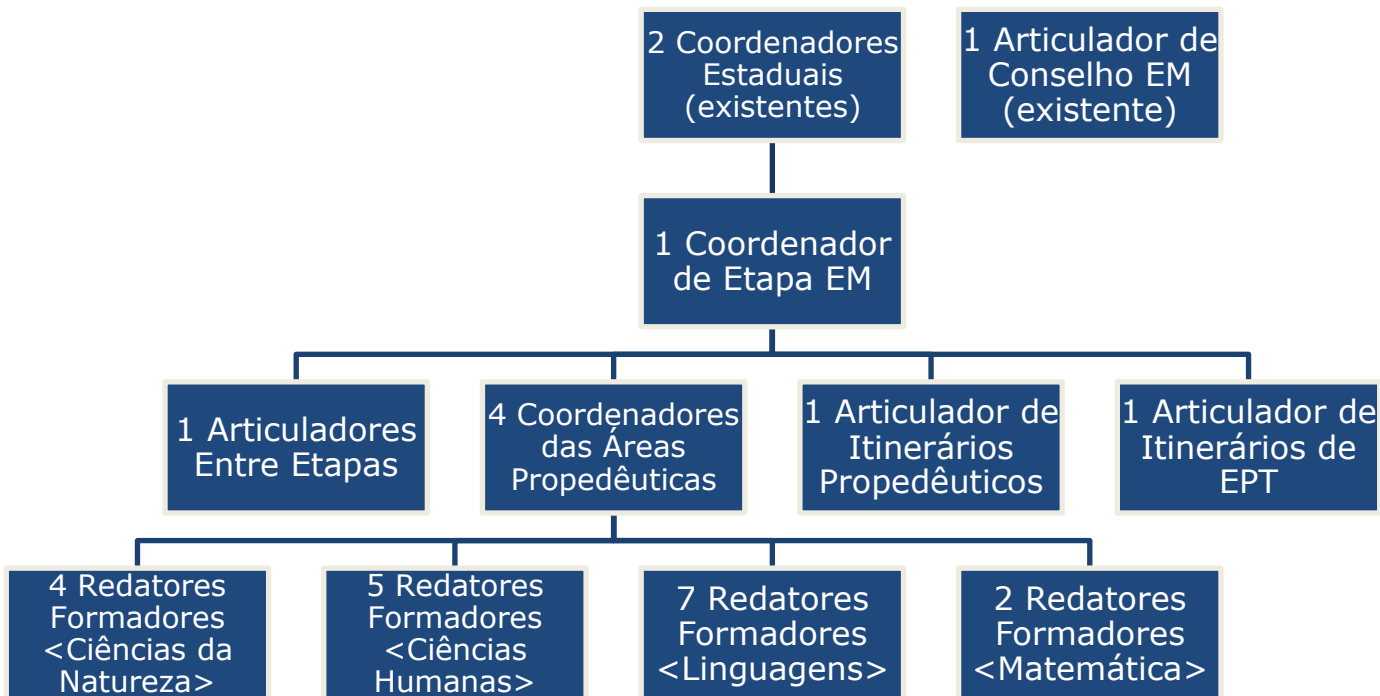 2 Coordenadores
Estaduais
(existentes)
1 Articulador de
Conselho EM
(existente)
1 Coordenador
de Etapa EM
1 Articuladores
Entre Etapas
4 Coordenadores
das Áreas
Propedêuticas
1 Articulador de
Itinerários
Propedêuticos
1 Articulador de
Itinerários de
EPT
4 Redatores
Formadores
<Ciências da
Natureza>
5 Redatores
Formadores
<Ciências
Humanas>
7 Redatores
Formadores
<Linguagens>
2 Redatores
Formadores
<Matemática>